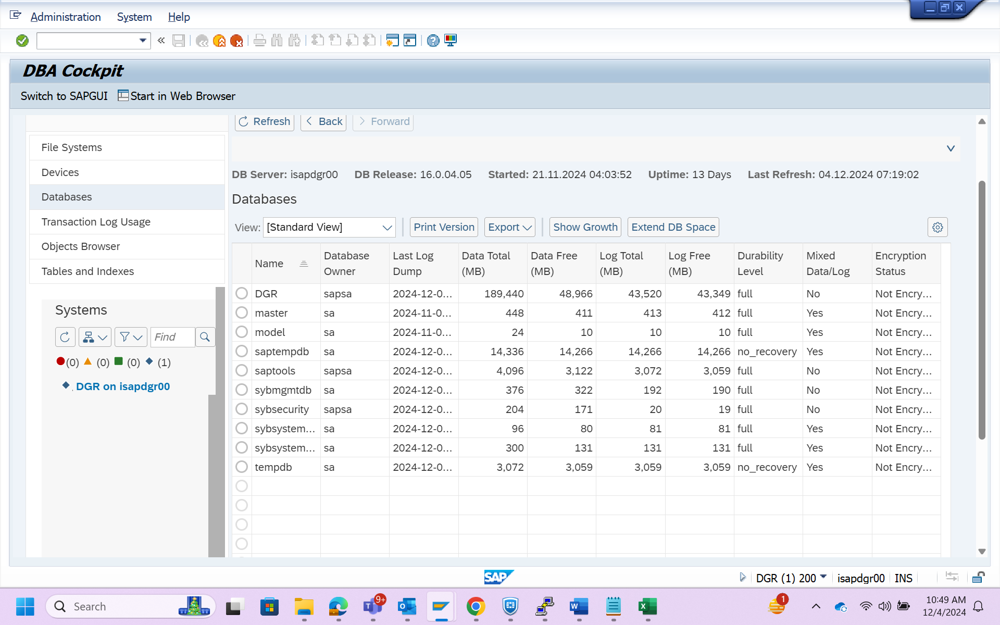 Administration System Help
DBA Cockpit
Switch to SAPGUI Start in Web Browser
Refresh Back Forward
File Systems
Devices
Databases
Transaction Log Usage
Objects Browser
Tables and Indexes
Systems
Find
(0) (0) (0) (1)
DGR on isapdgr00
DB Server: isapdgr00 DB Release: 16.0.04.05 Started: 21.11.2024 04:03:52 Uptime: 13 Days Last Refresh: 04.12.2024 07:19:02
Databases
View: [Standard View] Print Version Export Show Growth Extend DB Space
Name Database Owner Last Log Dump Data Total (MB) Data Free (MB) Log Total (MB) Log Free (MB) Durability Level Mixed Data/Log Encryption Status
DGR sapsa 2024-12-0... 189,440 48,966 43,520 43,349 full No Not Encry...
master sa 2024-11-0... 448 411 413 412 full Yes Not Encry...
model sa 2024-11-0... 24 10 10 10 full Yes Not Encry...
saptempdb sa 2024-12-0... 14,336 14,266 14,266 14,266 no_recovery Yes Not Encry...
saptools sapsa 2024-12-0... 4,096 3,122 3,072 3,059 full No Not Encry...
sybmgmtdb sa 2024-12-0... 376 322 192 190 full No Not Encry...
sybsecurity sapsa 2024-12-0... 204 171 20 19 full No Not Encry...
sybsystem... sa 2024-12-0... 96 80 81 81 full Yes Not Encry...
sybsystem... sa 2024-12-0... 300 131 131 131 full Yes Not Encry...
tempdb sa 2024-12-0... 3,072 3,059 3,059 3,059 no_recovery Yes Not Encry...
SAP
DGR (1) 200 isapdgr00 INS
Search
9+
1
10:49 AM
12/4/2024